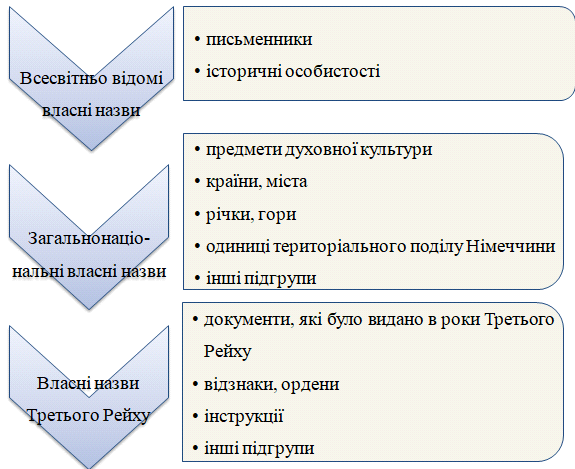 Всесвітньо відомі
власні назви
• письменники
• історичні особистості
Загальнонаціо-
нальні власні назви
• предмети духовної культури
• країни, міста
• річки, гори
• одиниці територіального поділу Німеччини
• інші підгрупи
Власні назви
Третього Рейху
• документи, які було видано в роки Третього
Рейху
• відзнаки, ордени
• інструкції
• інші підгрупи